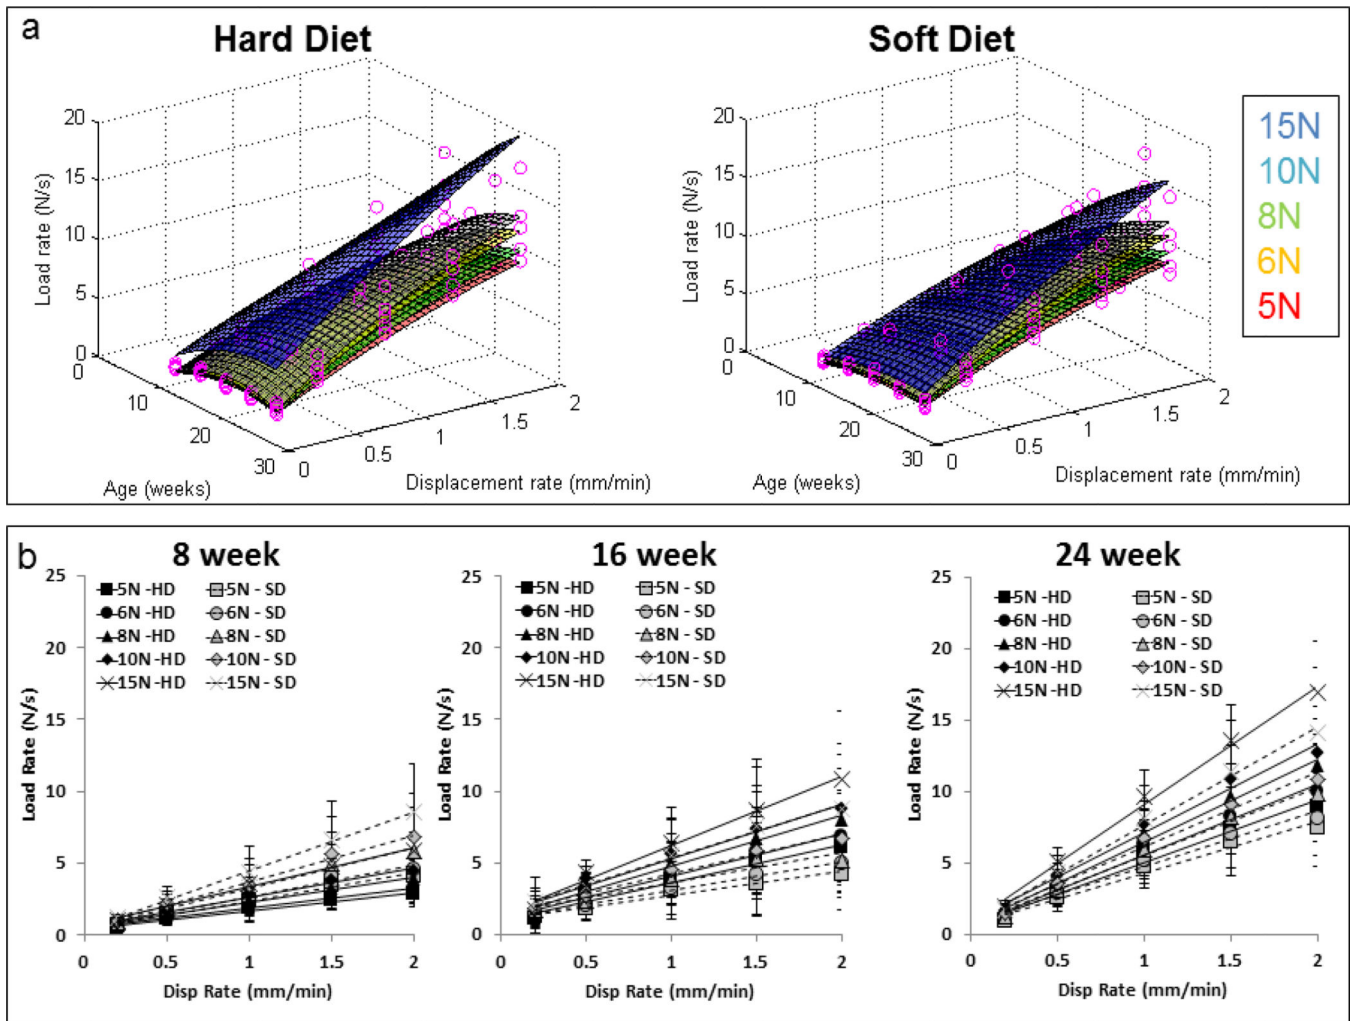 a
Hard Diet
Soft Diet
20
15
10
5
0
0
10
20
30
0
0.5
1
1.5
2
Load rate (N/s)
Age (weeks)
Displacement rate (mm/min)
20
15
10
5
0
0
10
20
30
0
0.5
1
1.5
2
Load rate (N/s)
Age (weeks)
Displacement rate (mm/min)
15N
10N
8N
6N
5N
b
8 week
25
20
15
10
5
0
0 0.5 1 1.5 2
Load Rate (N/s)
Disp Rate (mm/min)
5N -HD 5N - SD
6N -HD 6N - SD
8N -HD 8N - SD
10N -HD 10N - SD
15N -HD 15N - SD
16 week
25
20
15
10
5
0
0 0.5 1 1.5 2
Load Rate (N/s)
Disp Rate (mm/min)
5N -HD 5N - SD
6N -HD 6N - SD
8N -HD 8N - SD
10N -HD 10N - SD
15N -HD 15N - SD
24 week
25
20
15
10
5
0
0 0.5 1 1.5 2
Load Rate (N/s)
Disp Rate (mm/min)
5N -HD 5N - SD
6N -HD 6N - SD
8N -HD 8N - SD
10N -HD 10N - SD
15N -HD 15N - SD